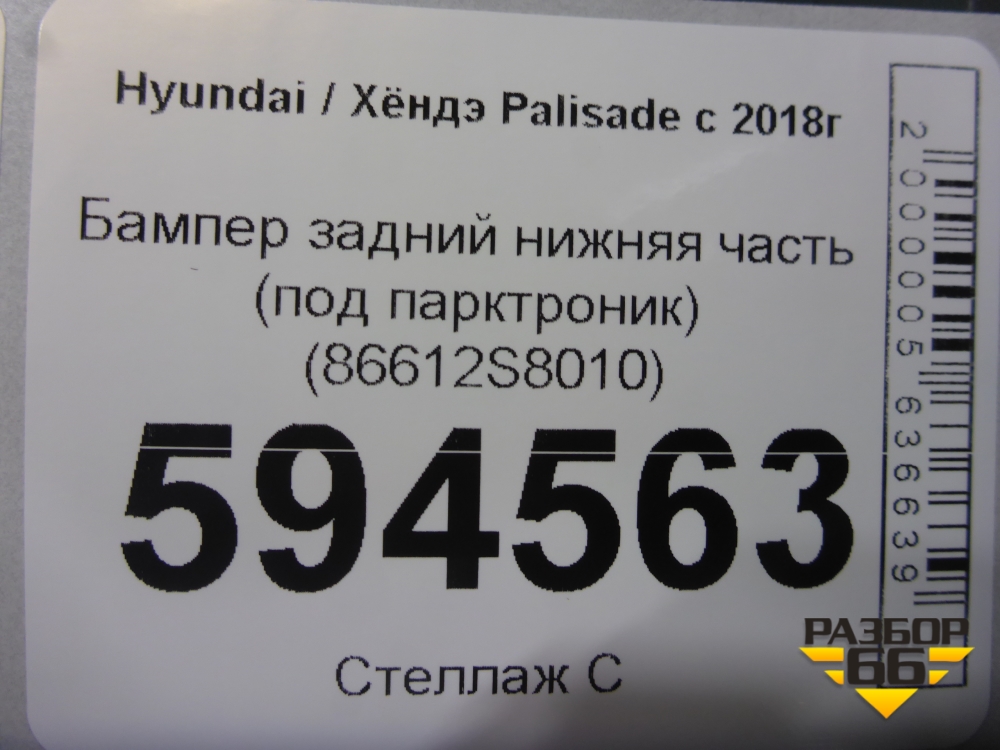 Hyundai / Хёндэ Palisade с 2018г
Бампер задний нижняя часть
(под парктроник)
(86612S8010)
594563
Стеллаж С
2000005636639
РАЗБОР
66